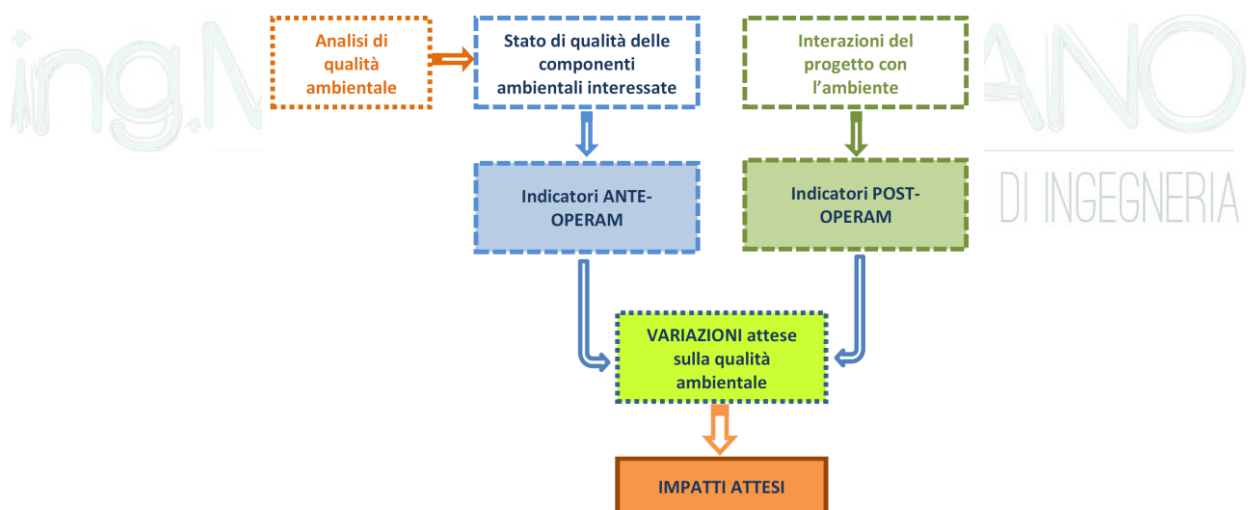 Analisi di
qualità
ambientale
Stato di qualità delle
componenti
ambientali interessate
Interazioni del
progetto con
l’ambiente
Indicatori ANTE-
OPERAM
Indicatori POST-
OPERAM
DI INGEGNERIA
VARIAZIONI attese
sulla qualità
ambientale
IMPATTI ATTESI